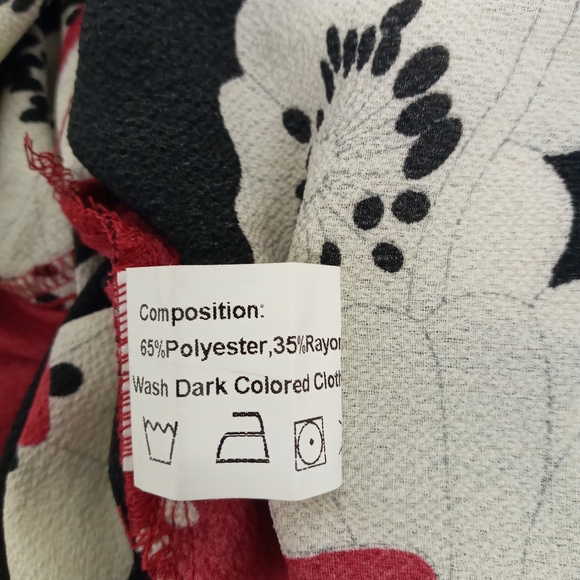 Composition:
65%Polyester,35%Rayon
Wash Dark Colored Cloth